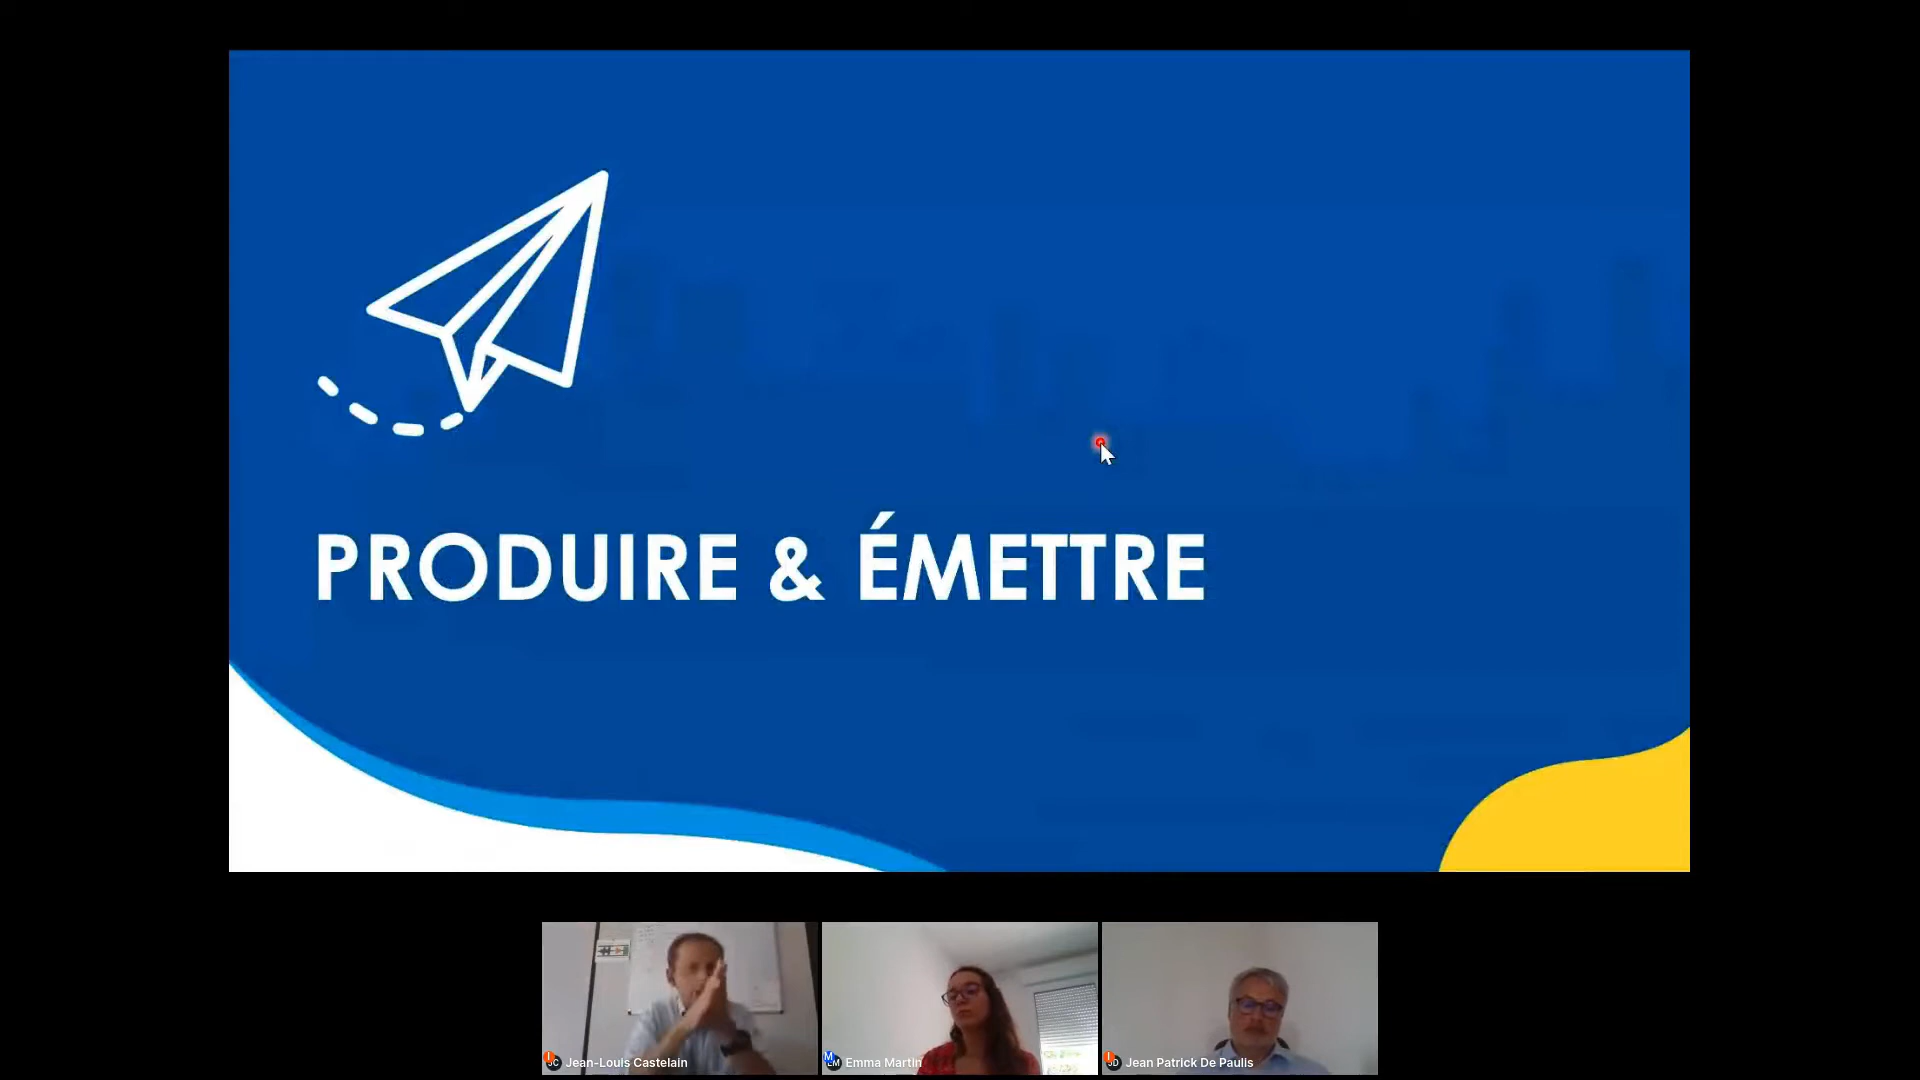 PRODUIRE & ÉMETTRE
Jean-Louis Castelain
Emma Martin
Jean Patrick De Paulis